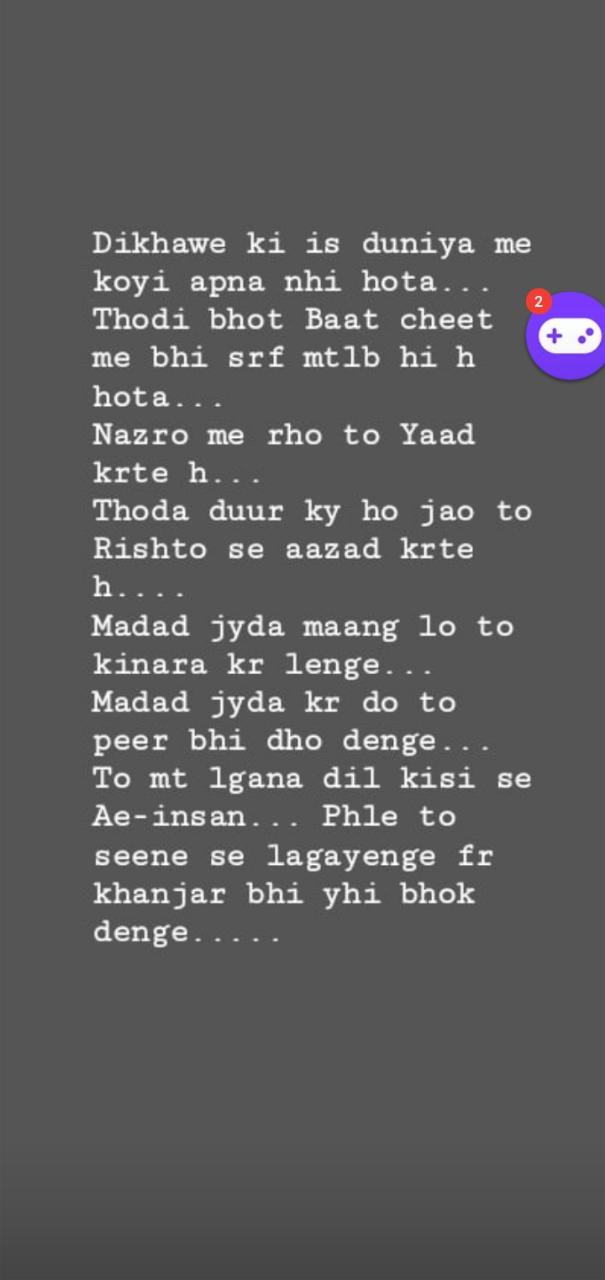 Dikhawe ki is duniya me
koyi apna nhi hota...
Thodi bhot Baat cheet
me bhi srf mtlb hi h
hota...
Nazro me rho to Yaad
krte h...
Thoda duur ky ho jao to
Rishto se aazad krte
h....
Madad jyda maang lo to
kinara kr lenge...
Madad jyda kr do to
peer bhi dho denge...
To mt lgana dil kisi se
Ae-insan... Phle to
seene se lagayenge fr
khanjar bhi yhi bhok
denge.....
2